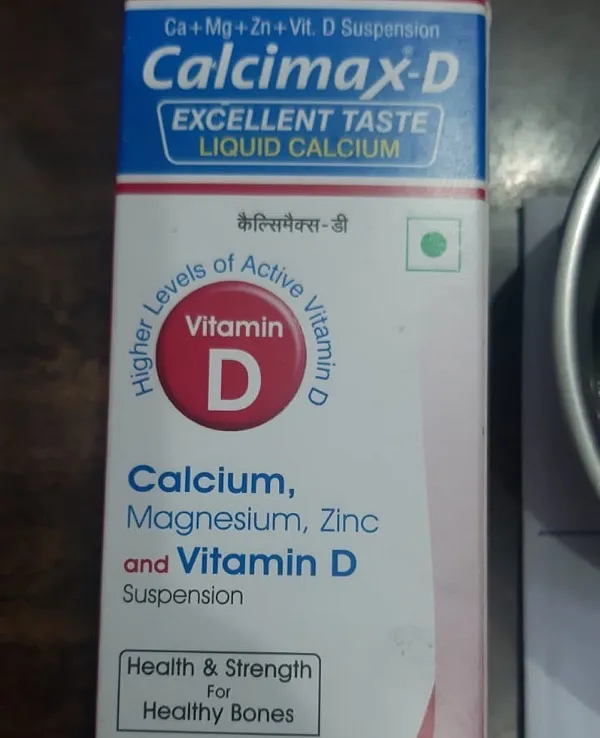 Ca+Mg+Zn+Vit. D Suspension
Calcimax®-D
EXCELLENT TASTE
LIQUID CALCIUM
कैल्सिमैक्स-डी
Higher Levels of Active Vitamin D
Vitamin
D
Calcium,
Magnesium, Zinc
and Vitamin D
Suspension
Health & Strength
For
Healthy Bones